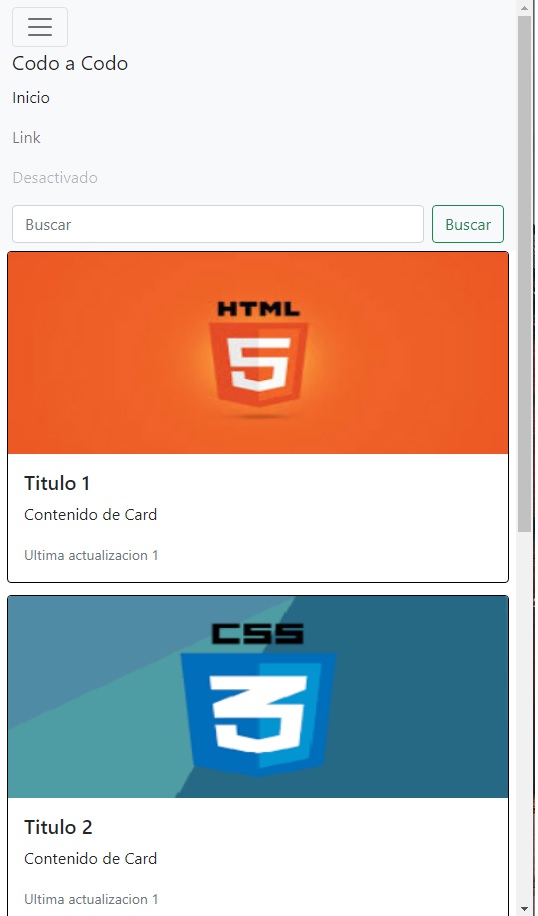 Codo a Codo
Inicio
Link
Desactivado
Buscar Buscar
HTML
5
Titulo 1
Contenido de Card
Ultima actualizacion 1
CSS
3
Titulo 2
Contenido de Card
Ultima actualizacion 1